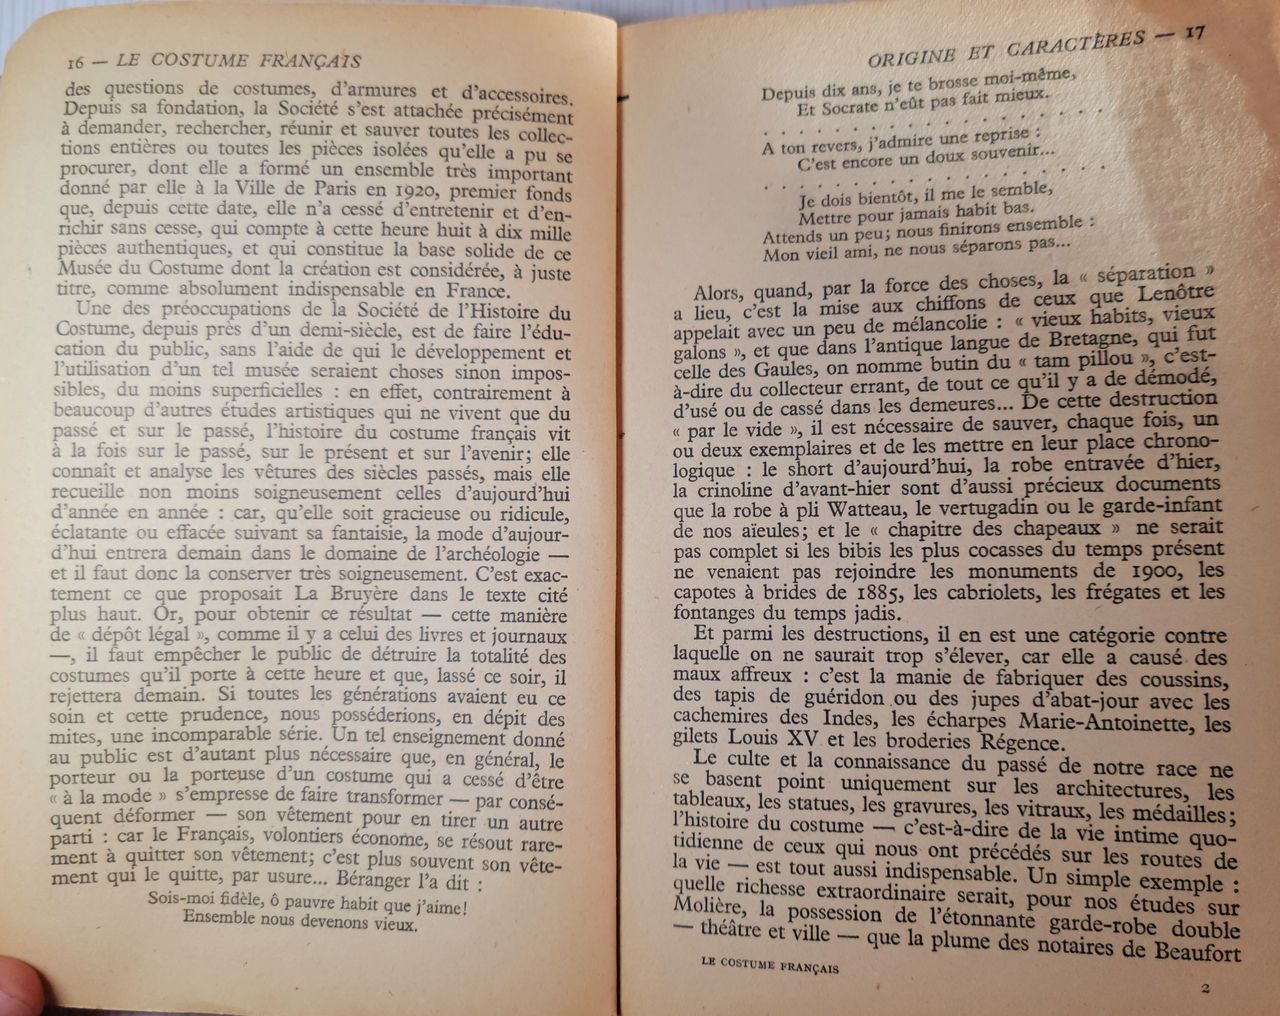 16 — LE COSTUME FRANÇAIS
des questions de costumes, d'armures et d'accessoires.
Depuis sa fondation, la Société s'est attachée précisément
à demander, rechercher, réunir et sauver toutes les collec-
tions entières ou toutes les pièces isolées qu'elle a pu se
procurer, dont elle a formé un ensemble très important
donné par elle à la Ville de Paris en 1920, premier fonds
que, depuis cette date, elle n'a cessé d'entretenir et d'en-
richir sans cesse, qui compte à cette heure huit à dix mille
pièces authentiques, et qui constitue la base solide de ce
Musée du Costume dont la création est considérée, à juste
titre, comme absolument indispensable en France.
Une des préoccupations de la Société de l'Histoire du
Costume, depuis près d'un demi-siècle, est de faire l'édu-
cation du public, sans l'aide de qui le développement et
l'utilisation d'un tel musée seraient choses sinon impos-
sibles, du moins superficielles : en effet, contrairement à
beaucoup d'autres études artistiques qui ne vivent que du
passé et sur le passé, l'histoire du costume français vit
à la fois sur le passé, sur le présent et sur l'avenir; elle
connaît et analyse les vêtures des siècles passés, mais elle
recueille non moins soigneusement celles d'aujourd'hui
d'année en année : car, qu'elle soit gracieuse ou ridicule,
éclatante ou effacée suivant sa fantaisie, la mode d'aujour-
d'hui entrera demain dans le domaine de l'archéologie —
et il faut donc la conserver très soigneusement. C'est exac-
tement ce que proposait La Bruyère dans le texte cité
plus haut. Or, pour obtenir ce résultat — cette manière
de « dépôt légal », comme il y a celui des livres et journaux
—, il faut empêcher le public de détruire la totalité des
costumes qu'il porte à cette heure et que, lassé ce soir, il
rejettera demain. Si toutes les générations avaient eu ce
soin et cette prudence, nous posséderions, en dépit des
mites, une incomparable série. Un tel enseignement donné
au public est d'autant plus nécessaire que, en général, le
porteur ou la porteuse d'un costume qui a cessé d'être
« à la mode » s'empresse de faire transformer — par consé-
quent déformer — son vêtement pour en tirer un autre
parti : car le Français, volontiers économe, se résout rare-
ment à quitter son vêtement; c'est plus souvent son vête-
ment qui le quitte, par usure... Béranger l'a dit :
Sois-moi fidèle, ô pauvre habit que j'aime!
Ensemble nous devenons vieux.
ORIGINE ET CARACTÈRES — 17
Depuis dix ans, je te brosse moi-même,
Et Socrate n'eût pas fait mieux.
. . . . . . . . . . . . . . . . . . . .
A ton revers, j'admire une reprise :
C'est encore un doux souvenir...
. . . . . . . . . . . . . . . . . . . .
Je dois bientôt, il me le semble,
Mettre pour jamais habit bas.
Attends un peu; nous finirons ensemble :
Mon vieil ami, ne nous séparons pas...
Alors, quand, par la force des choses, la « séparation »
a lieu, c'est la mise aux chiffons de ceux que Lenôtre
appelait avec un peu de mélancolie : « vieux habits, vieux
galons », et que dans l'antique langue de Bretagne, qui fut
celle des Gaules, on nomme butin du « tam pillou », c'est-
à-dire du collecteur errant, de tout ce qu'il y a de démodé,
d'usé ou de cassé dans les demeures... De cette destruction
« par le vide », il est nécessaire de sauver, chaque fois, un
ou deux exemplaires et de les mettre en leur place chrono-
logique : le short d'aujourd'hui, la robe entravée d'hier,
la crinoline d'avant-hier sont d'aussi précieux documents
que la robe à pli Watteau, le vertugadin ou le garde-infant
de nos aïeules; et le « chapitre des chapeaux » ne serait
pas complet si les bibis les plus cocasses du temps présent
ne venaient pas rejoindre les monuments de 1900, les
capotes à brides de 1885, les cabriolets, les frégates et les
fontanges du temps jadis.
Et parmi les destructions, il en est une catégorie contre
laquelle on ne saurait trop s'élever, car elle a causé des
maux affreux : c'est la manie de fabriquer des coussins,
des tapis de guéridon ou des jupes d'abat-jour avec les
cachemires des Indes, les écharpes Marie-Antoinette, les
gilets Louis XV et les broderies Régence.
Le culte et la connaissance du passé de notre race ne
se basent point uniquement sur les architectures, les
tableaux, les statues, les gravures, les vitraux, les médailles;
l'histoire du costume — c'est-à-dire de la vie intime quo-
tidienne de ceux qui nous ont précédés sur les routes de
la vie — est tout aussi indispensable. Un simple exemple :
quelle richesse extraordinaire serait, pour nos études sur
Molière, la possession de l'étonnante garde-robe double
— théâtre et ville — que la plume des notaires de Beaufort
LE COSTUME FRANÇAIS
2